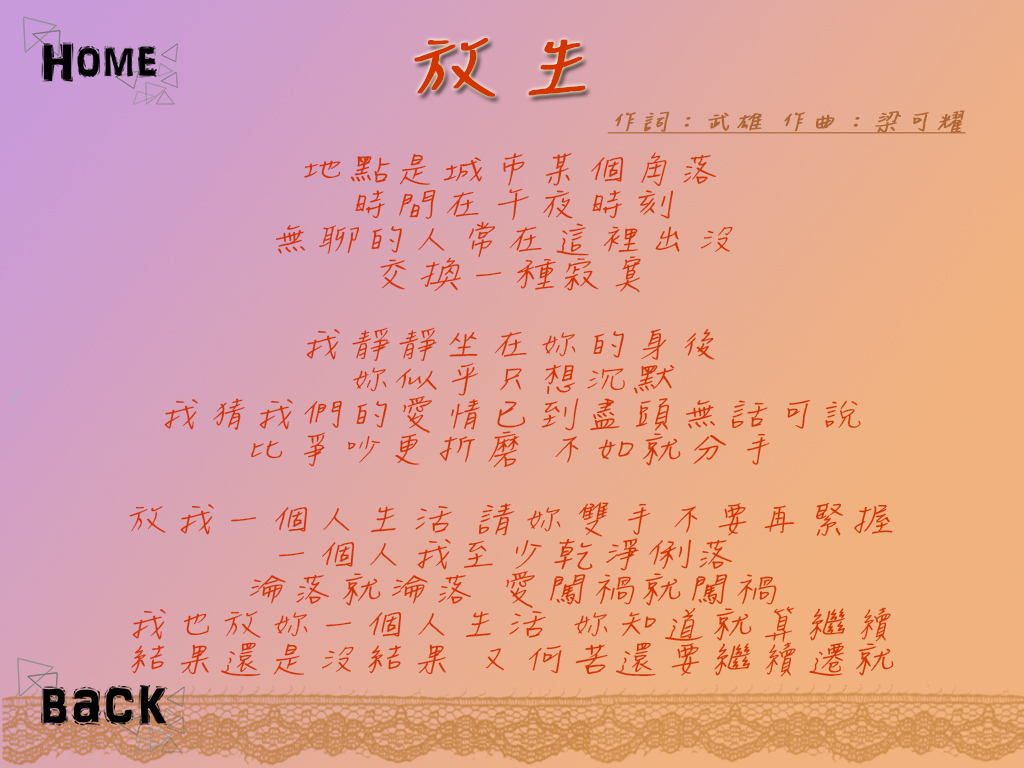 HOME
放生
作詞：武雄 作曲：梁可耀
地點是城市某個角落
時間在午夜時刻
無聊的人常在這裡出沒
交換一種寂寞
我靜靜坐在妳的身後
妳似乎只想沉默
我猜我們的愛情已到盡頭無話可說
比爭吵更折磨 不如就分手
放我一個人生活 請妳雙手不要再緊握
一個人我至少乾淨俐落
淪落就淪落 愛闖禍就闖禍
我也放妳一個人生活 妳知道就算繼續
結果還是沒結果 又何苦還要繼續遷就
BACK